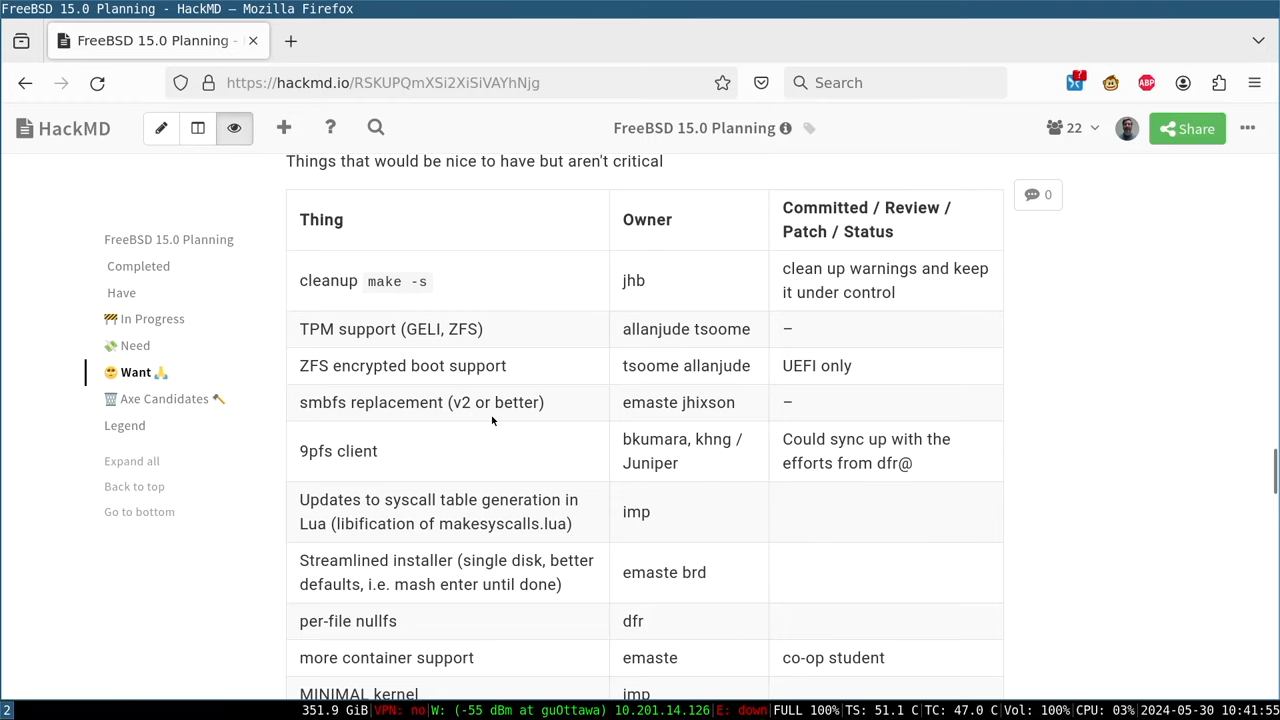 FreeBSD 15.0 Planning - HackMD — Mozilla Firefox
FreeBSD 15.0 Planning -
https://hackmd.io/RSKUPOmXSi2XiSiVAYhNjg
Search
7
ABP
HackMD
FreeBSD 15.0 Planning
22
Share
Things that would be nice to have but aren't critical
0
FreeBSD 15.0 Planning
Completed
Have
🚧 In Progress
💸 Need
🥺 Want 🙏
🗑️ Axe Candidates 🪓
Legend
Expand all
Back to top
Go to bottom
Thing
Owner
Committed / Review /
Patch / Status
cleanup make -s
jhb
clean up warnings and keep
it under control
TPM support (GELI, ZFS)
allanjude tsoome
–
ZFS encrypted boot support
tsoome allanjude
UEFI only
smbfs replacement (v2 or better)
emaste jhixson
–
9pfs client
bkumara, khng /
Juniper
Could sync up with the
efforts from dfr@
Updates to syscall table generation in
Lua (libification of makesyscalls.lua)
imp
Streamlined installer (single disk, better
defaults, i.e. mash enter until done)
emaste brd
per-file nullfs
dfr
more container support
emaste
co-op student
MINIMAL kernel
imp
2
351.9 GiB|VPN: no|W: (-55 dBm at guOttawa) 10.201.14.126|E: down|FULL 100%|TS: 51.1 C|TC: 47.0 C|Vol: 100%|CPU: 03%|2024-05-30 10:41:55